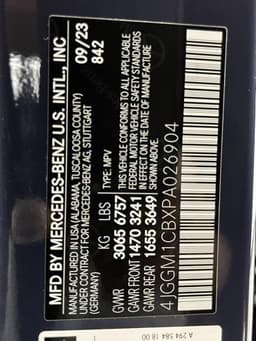 MFD BY MERCEDES-BENZ U.S. INTL., INC
MANUFACTURED IN USA (ALABAMA, TUSCALOOSA COUNTY)
UNDER CONTRACT FOR MERCEDES-BENZ AG, STUTTGART
(GERMANY)
09/23
842
KG LBS
TYPE: MPV
GVWR 3065 6757
GAWR FRONT 1470 3241
GAWR REAR 1655 3649
THIS VEHICLE CONFORMS TO ALL APPLICABLE
FEDERAL MOTOR VEHICLE SAFETY STANDARDS
IN EFFECT ON THE DATE OF MANUFACTURE
SHOWN ABOVE
4JGGM1CBXPA026904
A 294 584 18 00